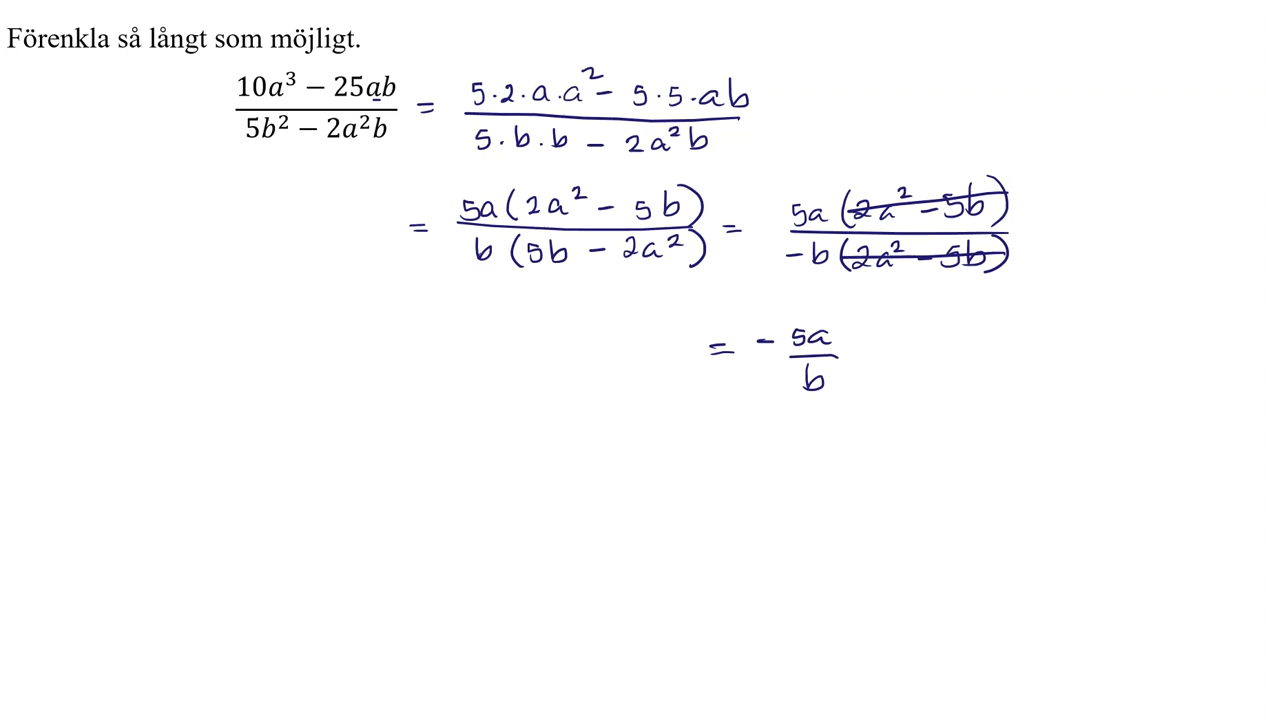 Förenkla så långt som möjligt.
(10a³ − 25ab)/(5b² − 2a²b) = (5·2·a·a² − 5·5·ab)/(5·b·b − 2a²b)
= (5a(2a² − 5b))/(b(5b − 2a²)) = (5a(2a² − 5b))/(−b(2a² − 5b))
= − 5a/b